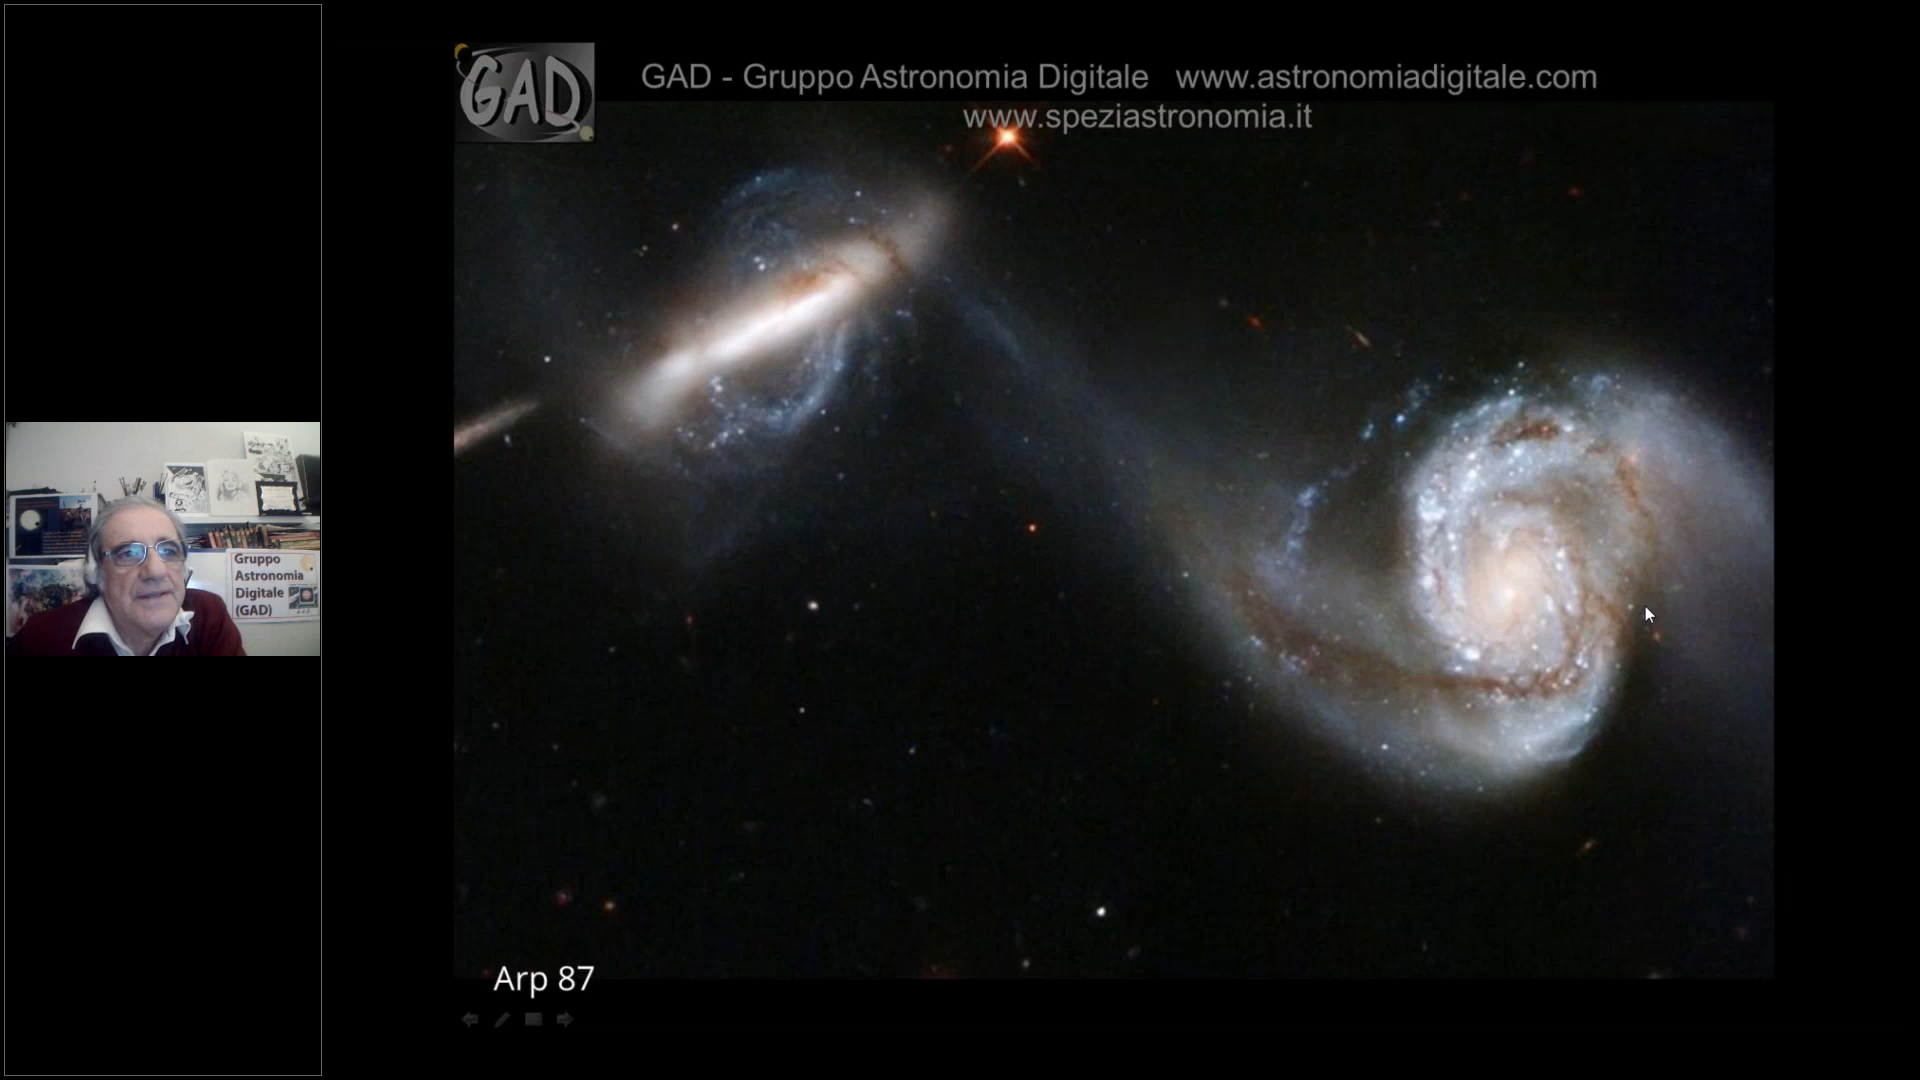 GAD
GAD - Gruppo Astronomia Digitale www.astronomiadigitale.com
www.speziastronomia.it
Gruppo
Astronomia
Digitale
(GAD)
Arp 87